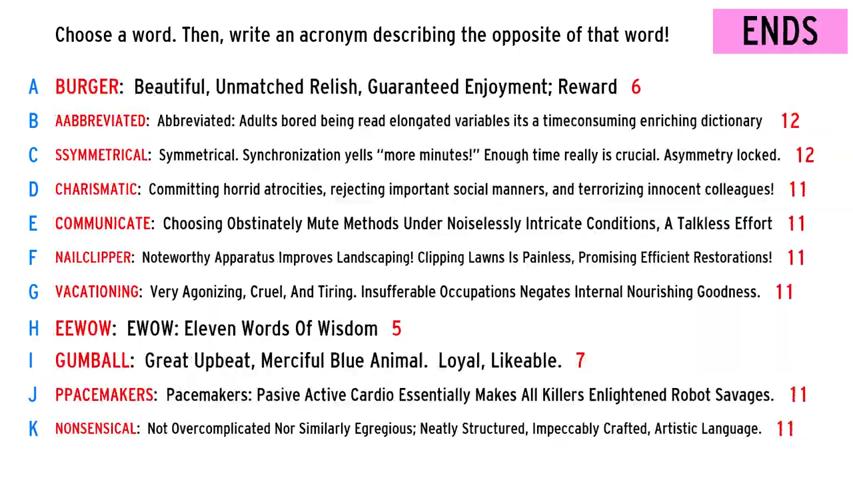 Choose a word. Then, write an acronym describing the opposite of that word!
ENDS
A BURGER: Beautiful, Unmatched Relish, Guaranteed Enjoyment; Reward 6
B AABBREVIATED: Abbreviated: Adults bored being read elongated variables its a timeconsuming enriching dictionary 12
C SSYMMETRICAL: Symmetrical. Synchronization yells “more minutes!” Enough time really is crucial. Asymmetry locked. 12
D CHARISMATIC: Committing horrid atrocities, rejecting important social manners, and terrorizing innocent colleagues! 11
E COMMUNICATE: Choosing Obstinately Mute Methods Under Noiselessly Intricate Conditions, A Talkless Effort 11
F NAILCLIPPER: Noteworthy Apparatus Improves Landscaping! Clipping Lawns Is Painless, Promising Efficient Restorations! 11
G VACATIONING: Very Agonizing, Cruel, And Tiring. Insufferable Occupations Negates Internal Nourishing Goodness. 11
H EEWOW: EWOW: Eleven Words Of Wisdom 5
I GUMBALL: Great Upbeat, Merciful Blue Animal. Loyal, Likeable. 7
J PPACEMAKERS: Pacemakers: Pasive Active Cardio Essentially Makes All Killers Enlightened Robot Savages. 11
K NONSENSICAL: Not Overcomplicated Nor Similarly Egregious; Neatly Structured, Impeccably Crafted, Artistic Language. 11